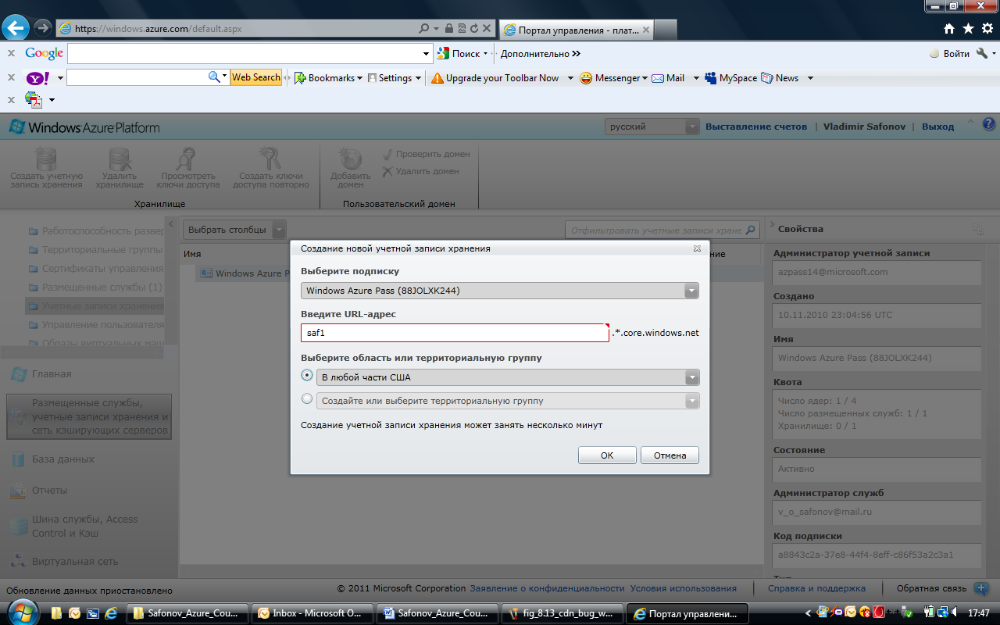 https://windows.azure.com/default.aspx
Портал управления - плат...
Google
Поиск
Дополнительно
Войти
Y!
Web Search
Bookmarks
Settings
Upgrade your Toolbar Now
Messenger
Mail
MySpace
News
Windows Azure Platform
русский
Выставление счетов | Vladimir Safonov | Выход
Создать учетную запись хранения
Удалить хранилище
Просмотреть ключи доступа
Создать ключи доступа повторно
Хранилище
Добавить домен
Проверить домен
Удалить домен
Пользовательский домен
Работоспособность развер
Территориальные группы
Сертификаты управления
Размещенные службы (1)
Учетные записи хранения
Управление пользователя
Образы виртуальных маш
Главная
Размещенные службы,
учетные записи хранения и
сеть кэширующих серверов
База данных
Отчеты
Шина службы, Access
Control и Кэш
Виртуальная сеть
Выбрать столбцы
Отфильтровать учетные записи хране
Имя
ние
Windows Azure P
Создание новой учетной записи хранения
Выберите подписку
Windows Azure Pass (88JOLXK244)
Введите URL-адрес
saf1
.*.core.windows.net
Выберите область или территориальную группу
В любой части США
Создайте или выберите территориальную группу
Создание учетной записи хранения может занять несколько минут
OK
Отмена
Свойства
Администратор учетной записи
azpass14@microsoft.com
Создано
10.11.2010 23:04:56 UTC
Имя
Windows Azure Pass (88JOLXK244)
Квота
Число ядер: 1 / 4
Число размещенных служб: 1 / 1
Хранилище: 0 / 1
Состояние
Активно
Администратор служб
v_o_safonov@mail.ru
Код подписки
a8843c2a-37e8-44f4-8eff-c86f53a2c3a1
Обновление данных приостановлено
© 2011 Microsoft Corporation Заявление о конфиденциальности Условия использования
Справка и поддержка
Обратная связь
Safonov_Azure_Cou...
Inbox - Microsoft O...
Safonov_Azure_Cou...
fig_8.13_cdn_bug_w...
Портал управлени...
17:47